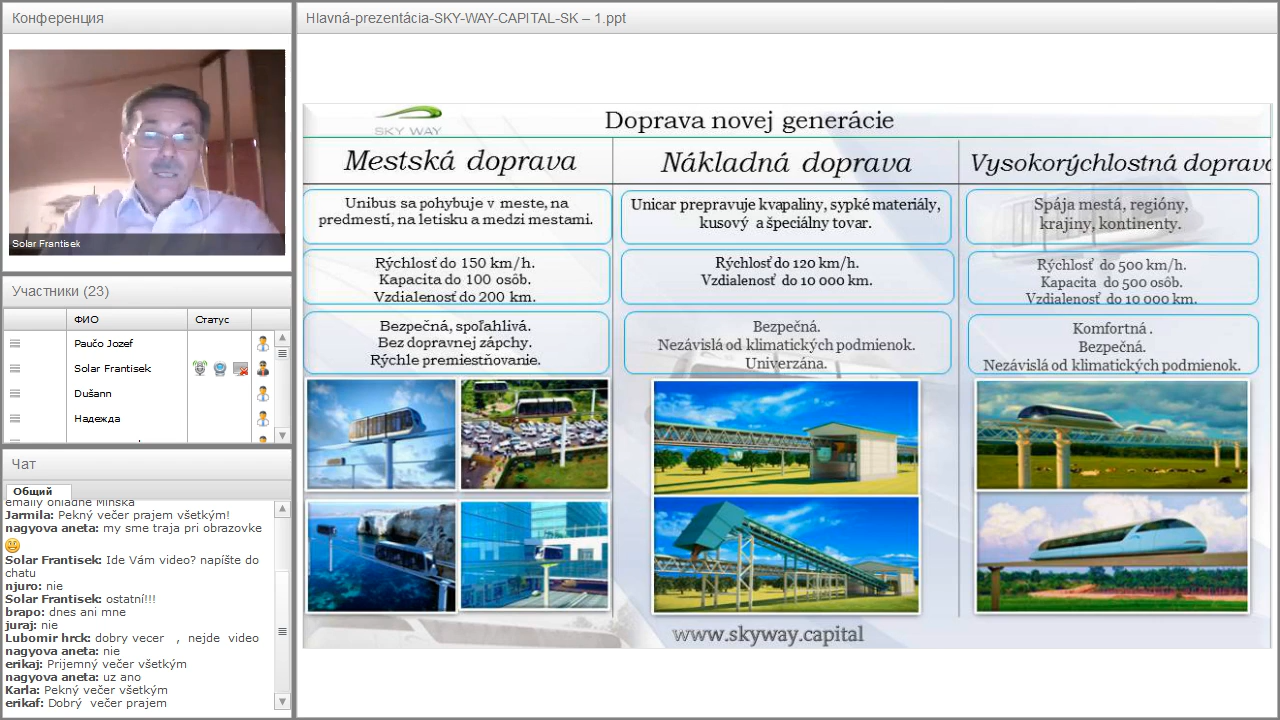 Конференция
Solar Frantisek
Участники (23)
ФИО
Статус
Paučo Jozef
Solar Frantisek
Dušann
Надежда
Чат
Общий
emaily ohladne Minska
Jarmila: Pekný večer prajem všetkým!
nagyova aneta: my sme traja pri obrazovke
Solar Frantisek: Ide Vám video? napíšte do
chatu
njuro: nie
Solar Frantisek: ostatní!!!
brapo: dnes ani mne
juraj: nie
Lubomir hrck: dobry vecer , nejde video
nagyova aneta: nie
erikaj: Prijemný večer všetkým
nagyova aneta: uz ano
Karla: Pekný večer všetkým
erikaf: Dobrý večer prajem
Hlavná-prezentácia-SKY-WAY-CAPITAL-SK – 1.ppt
SKY WAY
Doprava novej generácie
Mestská doprava
Unibus sa pohybuje v meste, na
predmestí, na letisku a medzi mestami.
Rýchlosť do 150 km/h.
Kapacita do 100 osôb.
Vzdialenosť do 200 km.
Bezpečná, spoľahlivá.
Bez dopravnej zápchy.
Rýchle premiestňovanie.
Nákladná doprava
Unicar prepravuje kvapaliny, sypké materiály,
kusový a špeciálny tovar.
Rýchlosť do 120 km/h.
Vzdialenosť do 10 000 km.
Bezpečná.
Nezávislá od klimatických podmienok.
Univerzána.
Vysokorýchlostná doprava
Spája mestá, regióny,
krajiny, kontinenty.
Rýchlosť do 500 km/h.
Kapacita do 500 osôb.
Vzdialenosť do 10 000 km.
Komfortná .
Bezpečná.
Nezávislá od klimatických podmienok.
www.skyway.capital